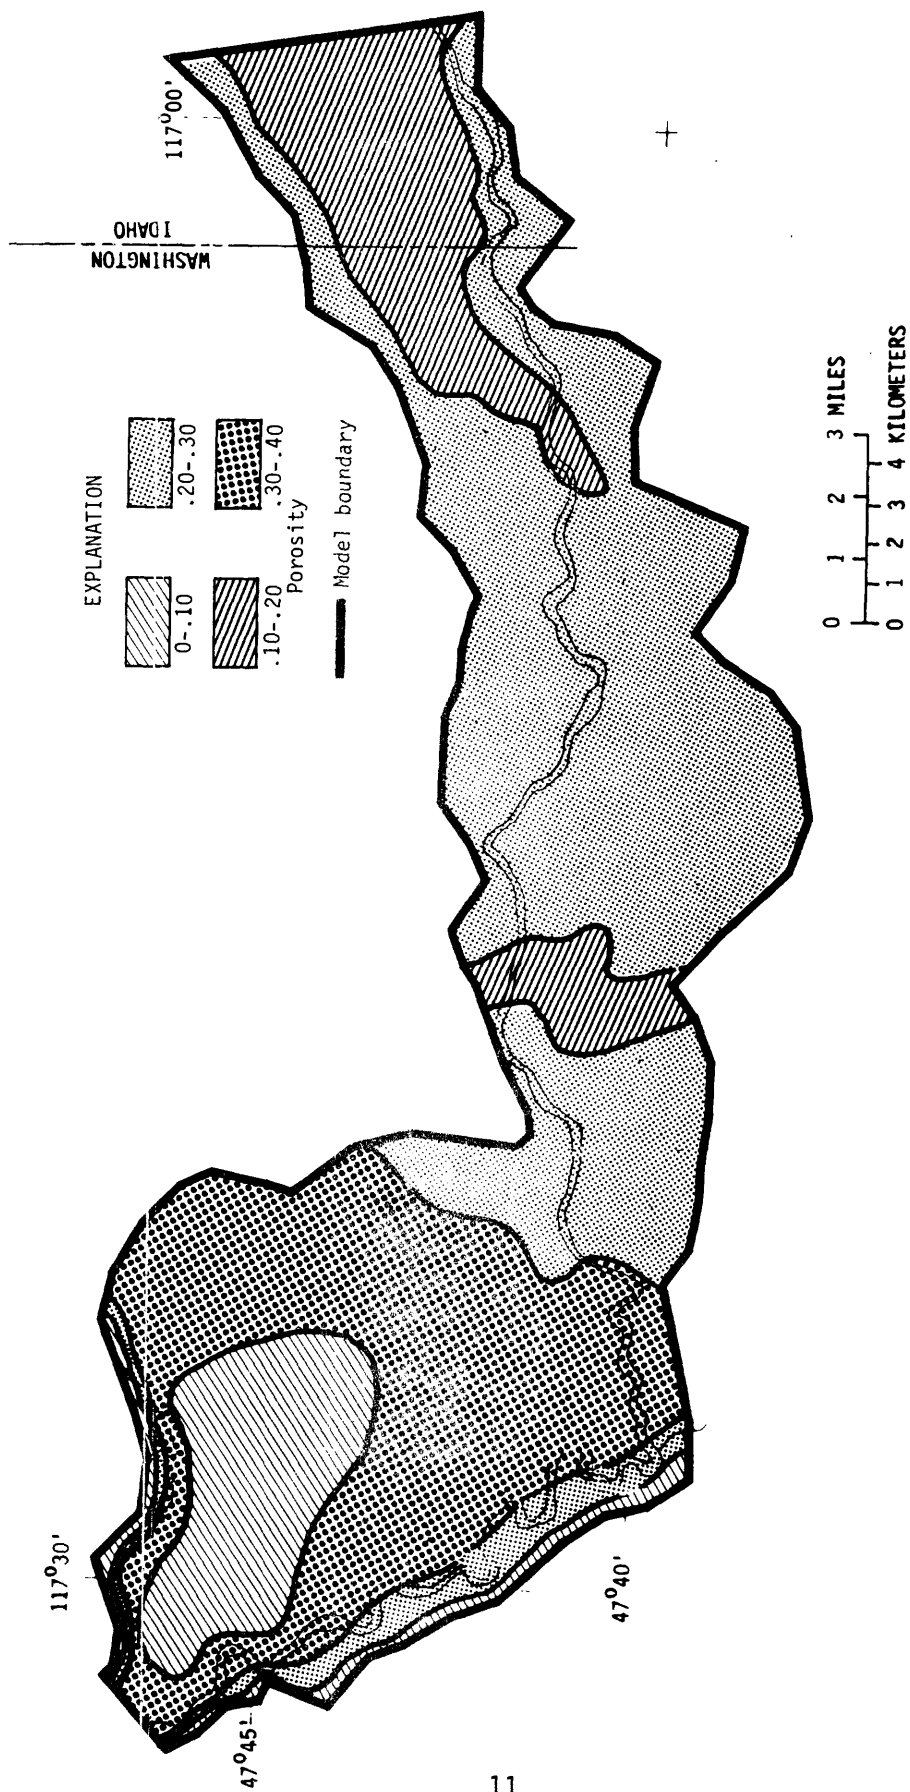 117°00'
WASHINGTON
IDAHO
EXPLANATION
0-.10
.20-.30
.10-.20
.30-.40
Porosity
Model boundary
0 1 2 3 MILES
0 1 2 3 4 KILOMETERS
117°30'
47°40'
47°45'
11